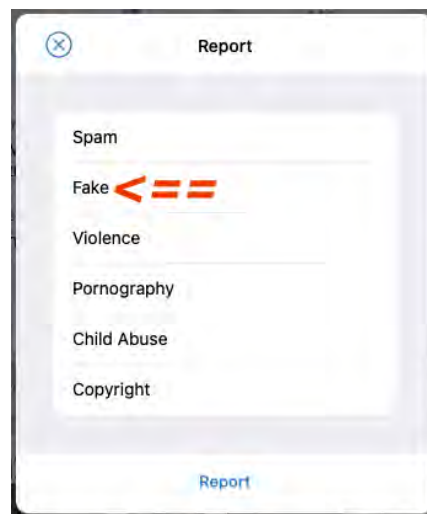 Report
Spam
Fake <==
Violence
Pornography
Child Abuse
Copyright
Report